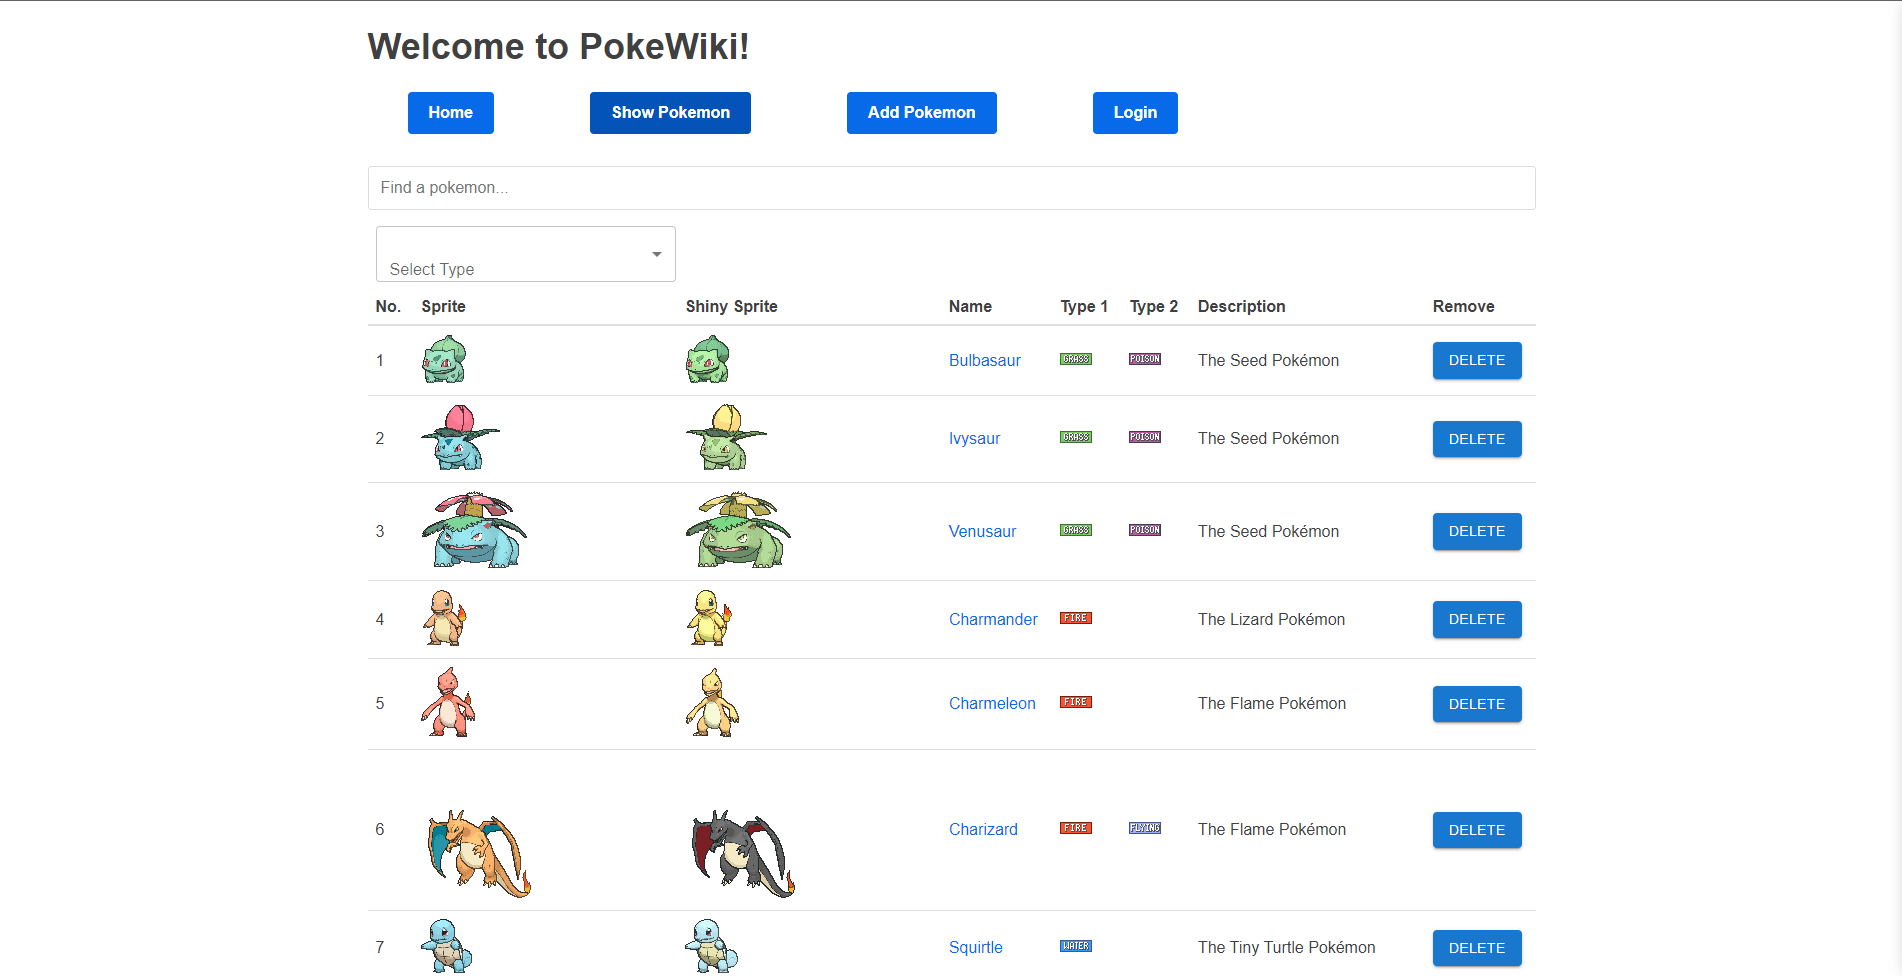 Welcome to PokeWiki!
Home Show Pokemon Add Pokemon Login
Find a pokemon...
Select Type
No. Sprite Shiny Sprite Name Type 1 Type 2 Description Remove
1 Bulbasaur GRASS POISON The Seed Pokémon DELETE
2 Ivysaur GRASS POISON The Seed Pokémon DELETE
3 Venusaur GRASS POISON The Seed Pokémon DELETE
4 Charmander FIRE The Lizard Pokémon DELETE
5 Charmeleon FIRE The Flame Pokémon DELETE
6 Charizard FIRE FLYING The Flame Pokémon DELETE
7 Squirtle WATER The Tiny Turtle Pokémon DELETE